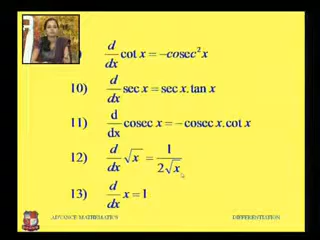 d/dx cot x = -cosec² x
10) d/dx sec x = sec x. tan x
11) d/dx cosec x = - cosec x. cot x
12) d/dx √x = 1/2√x
13) d/dx x = 1
ADVANCE MATHEMATICS DIFFERENTIATION